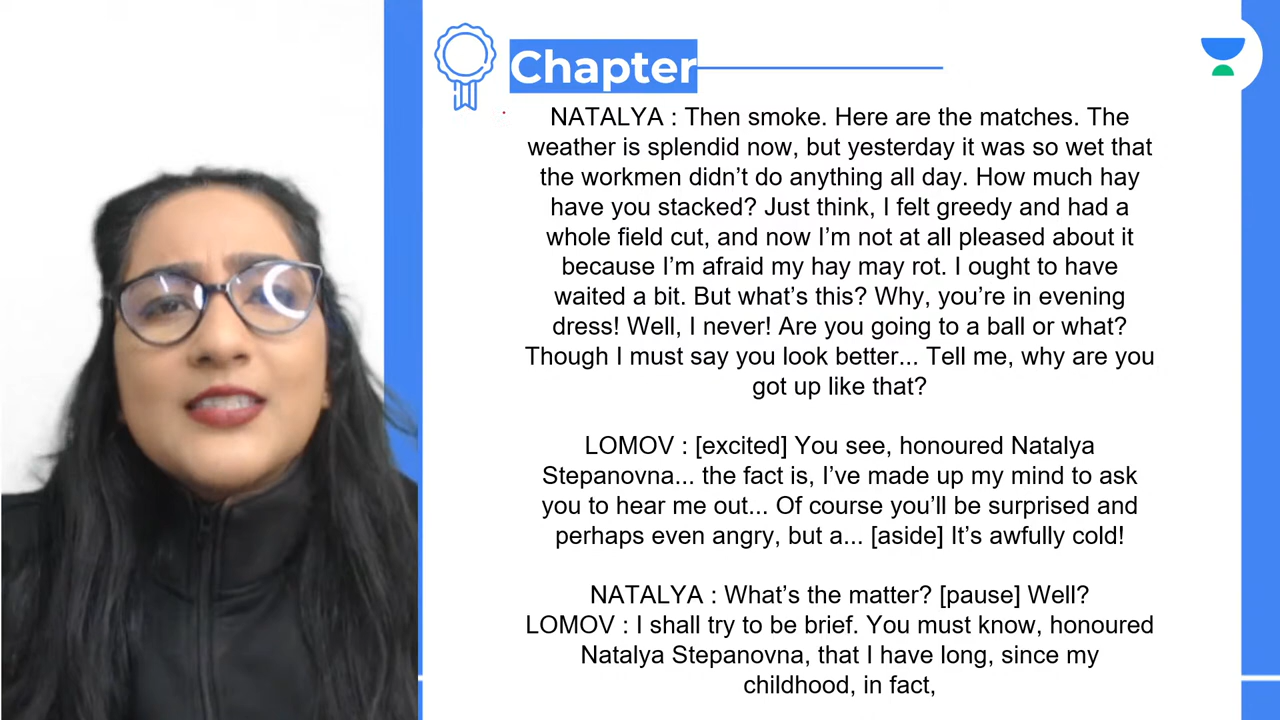 Chapter
NATALYA : Then smoke. Here are the matches. The
weather is splendid now, but yesterday it was so wet that
the workmen didn’t do anything all day. How much hay
have you stacked? Just think, I felt greedy and had a
whole field cut, and now I’m not at all pleased about it
because I’m afraid my hay may rot. I ought to have
waited a bit. But what’s this? Why, you’re in evening
dress! Well, I never! Are you going to a ball or what?
Though I must say you look better... Tell me, why are you
got up like that?
LOMOV : [excited] You see, honoured Natalya
Stepanovna... the fact is, I’ve made up my mind to ask
you to hear me out... Of course you’ll be surprised and
perhaps even angry, but a... [aside] It’s awfully cold!
NATALYA : What’s the matter? [pause] Well?
LOMOV : I shall try to be brief. You must know, honoured
Natalya Stepanovna, that I have long, since my
childhood, in fact,